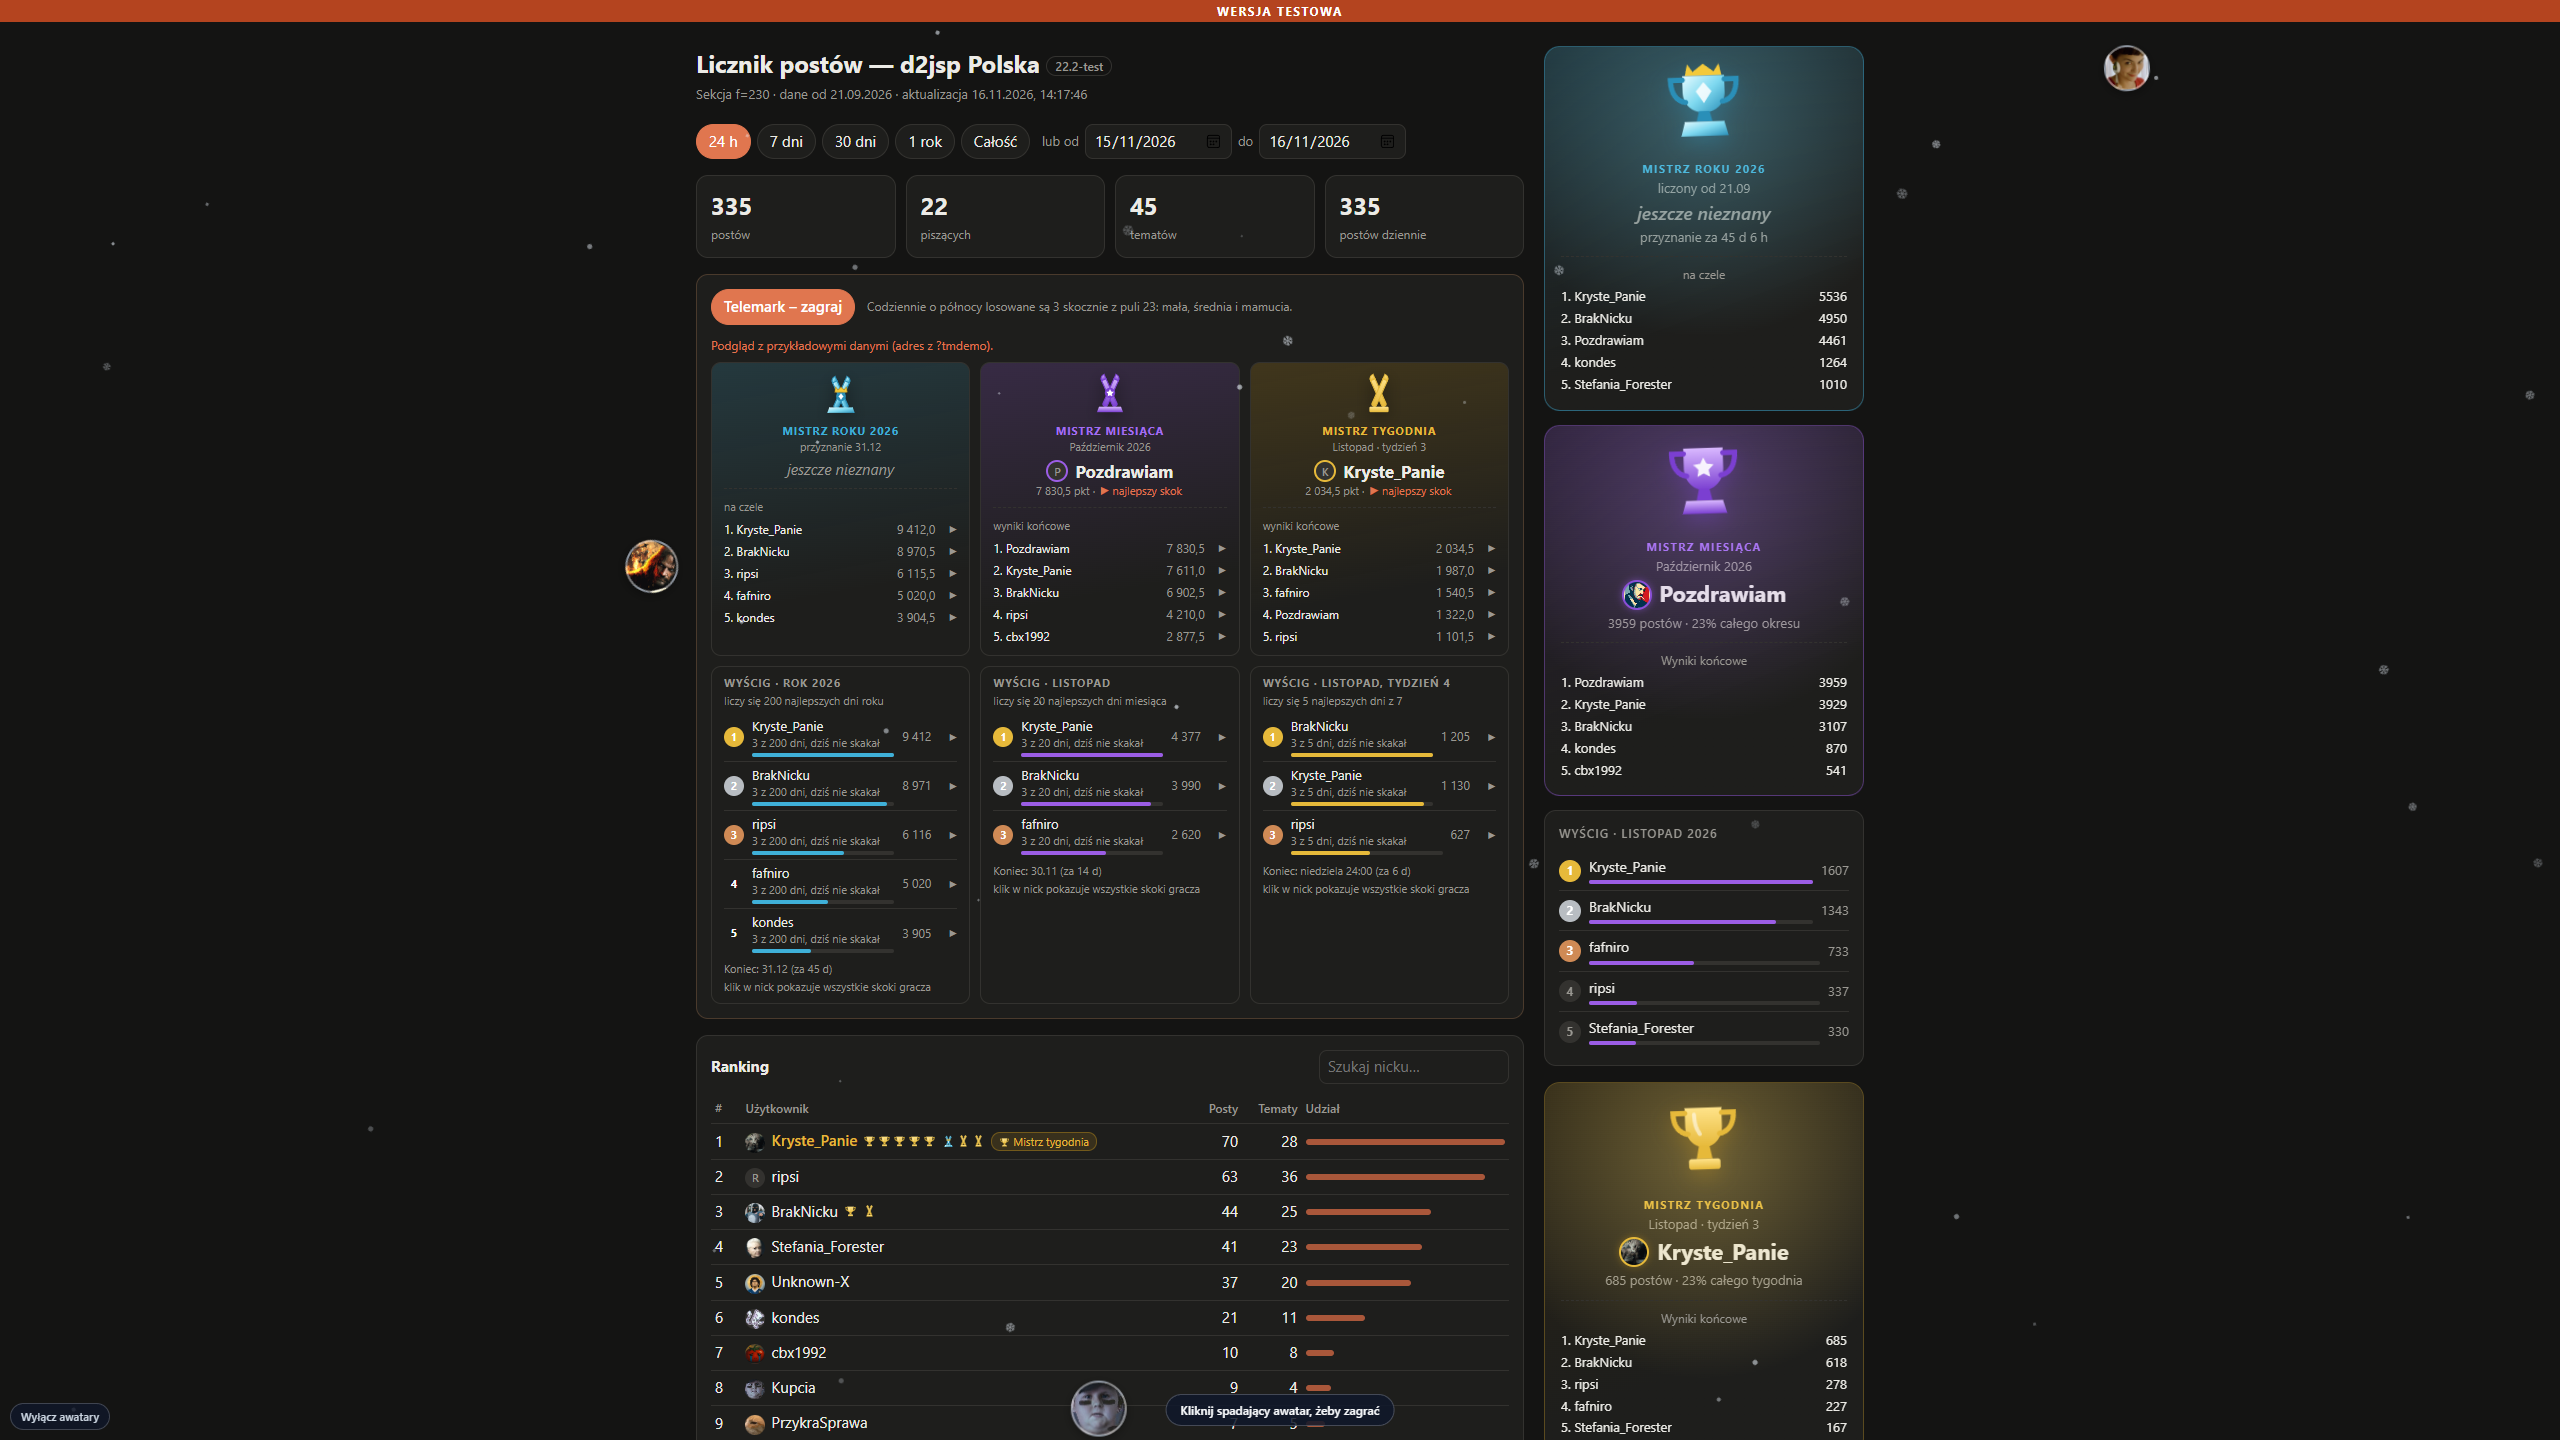 WERSJA TESTOWA
Licznik postów — d2jsp Polska 22.2-test
Sekcja f=230 · dane od 21.09.2026 · aktualizacja 16.11.2026, 14:17:46
24 h 7 dni 30 dni 1 rok Całość lub od 15/11/2026 do 16/11/2026
335 22 45 335
postów piszących tematów postów dziennie
Telemark – zagraj Codziennie o północy losowane są 3 skocznie z puli 23: mała, średnia i mamucia.
Podgląd z przykładowymi danymi (adres z ?tmdemo).
MISTRZ ROKU 2026
przyznanie 31.12
jeszcze nieznany
na czele
1. Kryste_Panie 9 412,0 ▶
2. BrakNicku 8 970,5 ▶
3. ripsi 6 115,5 ▶
4. fafniro 5 020,0 ▶
5. kondes 3 904,5 ▶
MISTRZ MIESIĄCA
Październik 2026
P Pozdrawiam
7 830,5 pkt · ▶ najlepszy skok
wyniki końcowe
1. Pozdrawiam 7 830,5 ▶
2. Kryste_Panie 7 611,0 ▶
3. BrakNicku 6 902,5 ▶
4. ripsi 4 210,0 ▶
5. cbx1992 2 877,5 ▶
MISTRZ TYGODNIA
Listopad · tydzień 3
K Kryste_Panie
2 034,5 pkt · ▶ najlepszy skok
wyniki końcowe
1. Kryste_Panie 2 034,5 ▶
2. BrakNicku 1 987,0 ▶
3. fafniro 1 540,5 ▶
4. Pozdrawiam 1 322,0 ▶
5. ripsi 1 101,5 ▶
WYŚCIG · ROK 2026
liczy się 200 najlepszych dni roku
1 Kryste_Panie 9 412 ▶
3 z 200 dni, dziś nie skakał
2 BrakNicku 8 971 ▶
3 z 200 dni, dziś nie skakał
3 ripsi 6 116 ▶
3 z 200 dni, dziś nie skakał
4 fafniro 5 020 ▶
3 z 200 dni, dziś nie skakał
5 kondes 3 905 ▶
3 z 200 dni, dziś nie skakał
Koniec: 31.12 (za 45 d)
klik w nick pokazuje wszystkie skoki gracza
WYŚCIG · LISTOPAD
liczy się 20 najlepszych dni miesiąca
1 Kryste_Panie 4 377 ▶
3 z 20 dni, dziś nie skakał
2 BrakNicku 3 990 ▶
3 z 20 dni, dziś nie skakał
3 fafniro 2 620 ▶
3 z 20 dni, dziś nie skakał
Koniec: 30.11 (za 14 d)
klik w nick pokazuje wszystkie skoki gracza
WYŚCIG · LISTOPAD, TYDZIEŃ 4
liczy się 5 najlepszych dni z 7
1 BrakNicku 1 205 ▶
3 z 5 dni, dziś nie skakał
2 Kryste_Panie 1 130 ▶
3 z 5 dni, dziś nie skakał
3 ripsi 627 ▶
3 z 5 dni, dziś nie skakał
Koniec: niedziela 24:00 (za 6 d)
klik w nick pokazuje wszystkie skoki gracza
Ranking Szukaj nicku...
# Użytkownik Posty Tematy Udział
1 Kryste_Panie Mistrz tygodnia 70 28
2 R ripsi 63 36
3 BrakNicku 44 25
4 Stefania_Forester 41 23
5 Unknown-X 37 20
6 kondes 21 11
7 cbx1992 10 8
8 Kupcia 9 4
9 PrzykraSprawa
MISTRZ ROKU 2026
liczony od 21.09
jeszcze nieznany
przyznanie za 45 d 6 h
na czele
1. Kryste_Panie 5536
2. BrakNicku 4950
3. Pozdrawiam 4461
4. kondes 1264
5. Stefania_Forester 1010
MISTRZ MIESIĄCA
Październik 2026
Pozdrawiam
3959 postów · 23% całego okresu
Wyniki końcowe
1. Pozdrawiam 3959
2. Kryste_Panie 3929
3. BrakNicku 3107
4. kondes 870
5. cbx1992 541
WYŚCIG · LISTOPAD 2026
1 Kryste_Panie 1607
2 BrakNicku 1343
3 fafniro 733
4 ripsi 337
5 Stefania_Forester 330
MISTRZ TYGODNIA
Listopad · tydzień 3
Kryste_Panie
685 postów · 23% całego tygodnia
Wyniki końcowe
1. Kryste_Panie 685
2. BrakNicku 618
3. ripsi 278
4. fafniro 227
5. Stefania_Forester 167
Wyłącz awatary
Kliknij spadający awatar, żeby zagrać